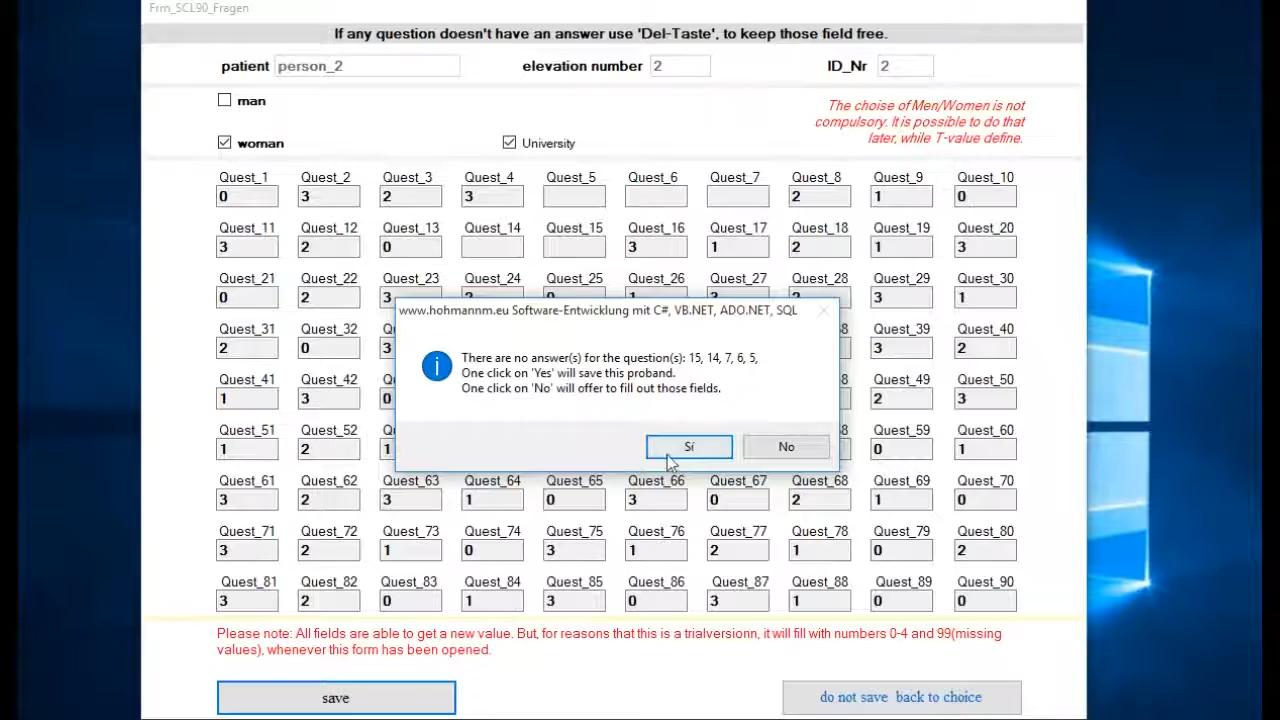 Frm_SCL90_Fragen
If any question doesn't have an answer use 'Del-Taste', to keep those field free.
patient person_2 elevation number 2 ID_Nr 2
man
The choise of Men/Women is not
compulsory. It is possible to do that
later, while T-value define.
woman University
Quest_1 Quest_2 Quest_3 Quest_4 Quest_5 Quest_6 Quest_7 Quest_8 Quest_9 Quest_10
0 3 2 3 2 1 0
Quest_11 Quest_12 Quest_13 Quest_14 Quest_15 Quest_16 Quest_17 Quest_18 Quest_19 Quest_20
3 2 0 3 1 2 1 3
Quest_21 Quest_22 Quest_23 Quest_24 Quest_25 Quest_26 Quest_27 Quest_28 Quest_29 Quest_30
0 2 3 3 1
www.hohmannm.eu Software-Entwicklung mit C#, VB.NET, ADO.NET, SQL
Quest_31 Quest_32 Quest_39 Quest_40
2 0 3 3 2
There are no answer(s) for the question(s): 15, 14, 7, 6, 5,
One click on 'Yes' will save this proband.
One click on 'No' will offer to fill out those fields.
Quest_41 Quest_42 Quest_49 Quest_50
1 3 0 2 3
Sí No
Quest_51 Quest_52 Quest_59 Quest_60
1 2 1 0 1
Quest_61 Quest_62 Quest_63 Quest_64 Quest_65 Quest_66 Quest_67 Quest_68 Quest_69 Quest_70
3 2 3 1 0 3 0 2 1 0
Quest_71 Quest_72 Quest_73 Quest_74 Quest_75 Quest_76 Quest_77 Quest_78 Quest_79 Quest_80
3 2 1 0 3 1 2 1 0 2
Quest_81 Quest_82 Quest_83 Quest_84 Quest_85 Quest_86 Quest_87 Quest_88 Quest_89 Quest_90
3 2 0 1 3 0 3 1 0 0
Please note: All fields are able to get a new value. But, for reasons that this is a trialversionn, it will fill with numbers 0-4 and 99(missing
values), whenever this form has been opened.
save do not save back to choice